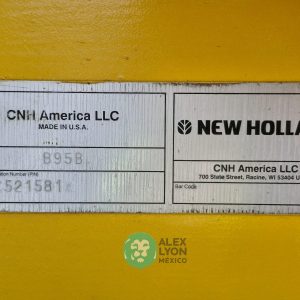 CNH America LLC
MADE IN U.S.A.
B95B
NEW HOLLA
CNH America LLC
700 State Street, Racine, WI 53404 U
Bar Code
ALEX
LYON
MÉXICO